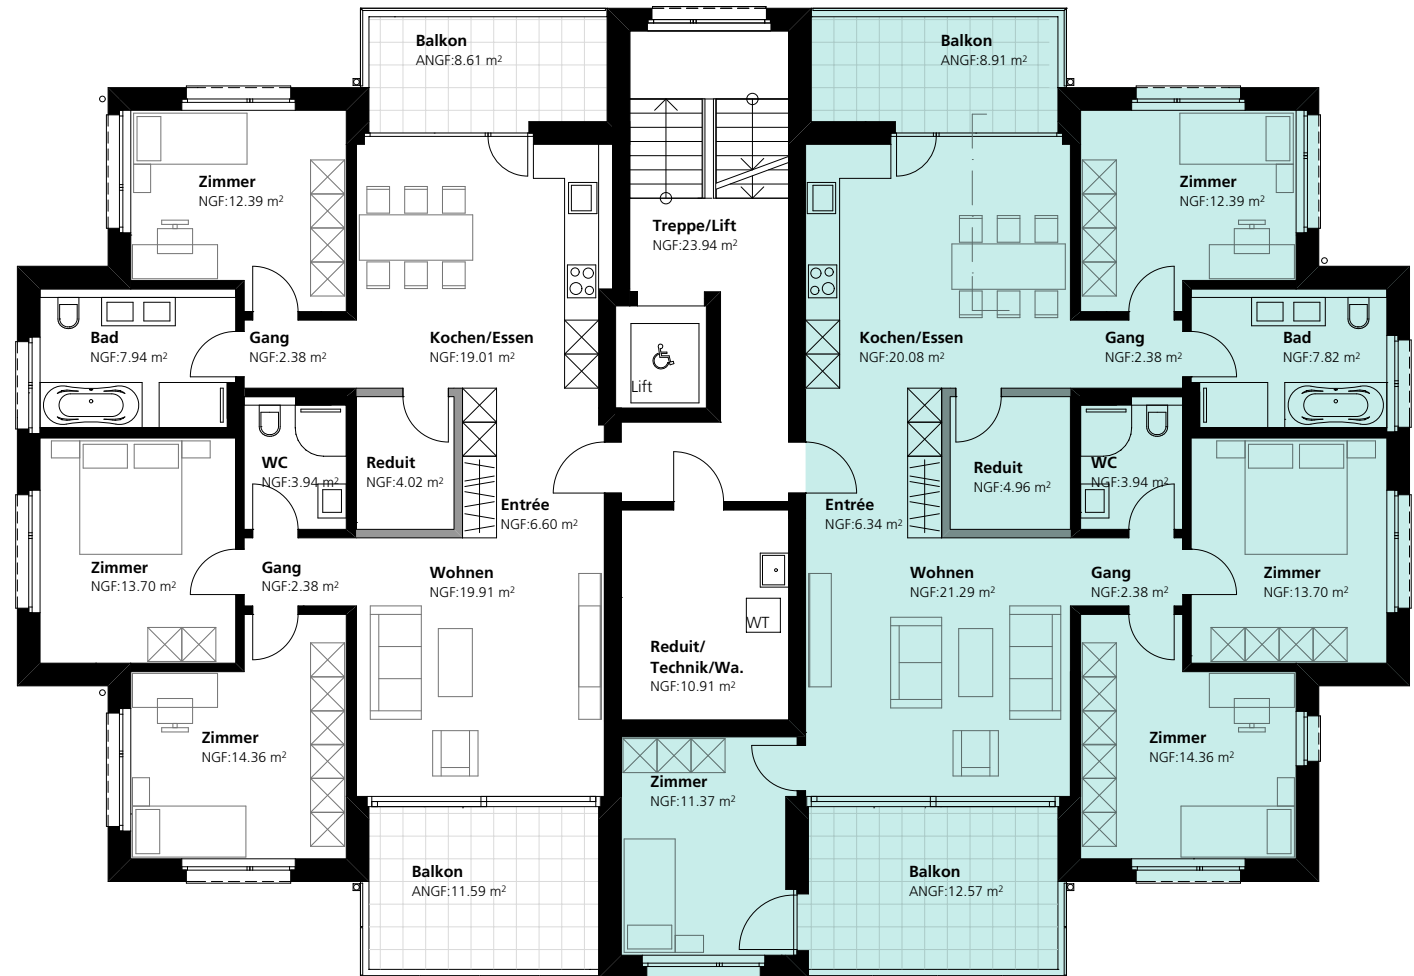 Balkon
ANGF:8.61 m²
Balkon
ANGF:8.91 m²
Zimmer
NGF:12.39 m²
Treppe/Lift
NGF:23.94 m²
Zimmer
NGF:12.39 m²
Bad
NGF:7.94 m²
Gang
NGF:2.38 m²
Kochen/Essen
NGF:19.01 m²
Lift
Kochen/Essen
NGF:20.08 m²
Gang
NGF:2.38 m²
Bad
NGF:7.82 m²
WC
NGF:3.94 m²
Reduit
NGF:4.02 m²
Entrée
NGF:6.60 m²
Entrée
NGF:6.34 m²
Reduit
NGF:4.96 m²
WC
NGF:3.94 m²
Zimmer
NGF:13.70 m²
Gang
NGF:2.38 m²
Wohnen
NGF:19.91 m²
WT
Reduit/
Technik/Wa.
NGF:10.91 m²
Wohnen
NGF:21.29 m²
Gang
NGF:2.38 m²
Zimmer
NGF:13.70 m²
Zimmer
NGF:14.36 m²
Zimmer
NGF:11.37 m²
Zimmer
NGF:14.36 m²
Balkon
ANGF:11.59 m²
Balkon
ANGF:12.57 m²